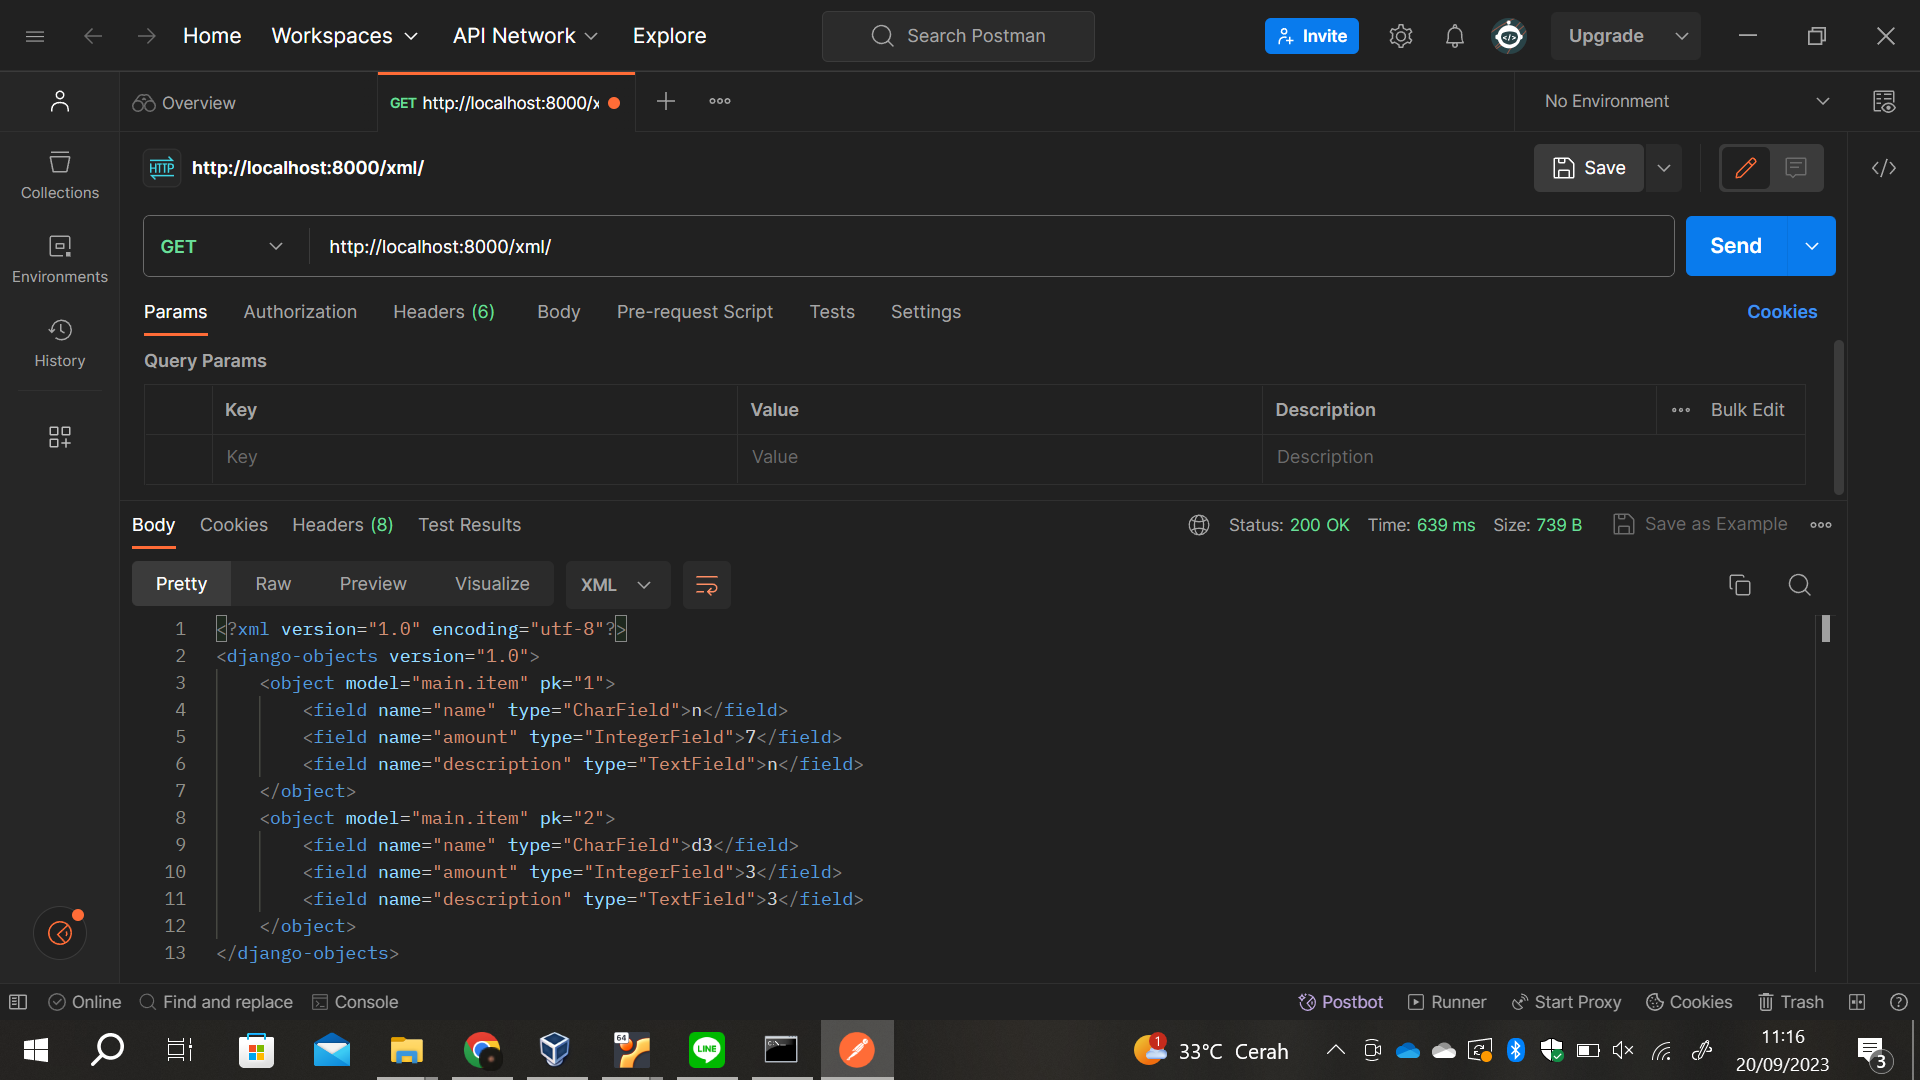 Home Workspaces API Network Explore Search Postman Invite Upgrade
Overview GET http://localhost:8000/x No Environment
HTTP http://localhost:8000/xml/ Save
Collections
GET http://localhost:8000/xml/ Send
Environments
Params Authorization Headers (6) Body Pre-request Script Tests Settings Cookies
History
Query Params
Key Value Description Bulk Edit
Key Value Description
Body Cookies Headers (8) Test Results Status: 200 OK Time: 639 ms Size: 739 B Save as Example
Pretty Raw Preview Visualize XML
1 <?xml version="1.0" encoding="utf-8"?>
2 <django-objects version="1.0">
3 <object model="main.item" pk="1">
4 <field name="name" type="CharField">n</field>
5 <field name="amount" type="IntegerField">7</field>
6 <field name="description" type="TextField">n</field>
7 </object>
8 <object model="main.item" pk="2">
9 <field name="name" type="CharField">d3</field>
10 <field name="amount" type="IntegerField">3</field>
11 <field name="description" type="TextField">3</field>
12 </object>
13 </django-objects>
Online Find and replace Console Postbot Runner Start Proxy Cookies Trash
64 LINE C:\ 1 33°C Cerah 11:16
20/09/2023 3